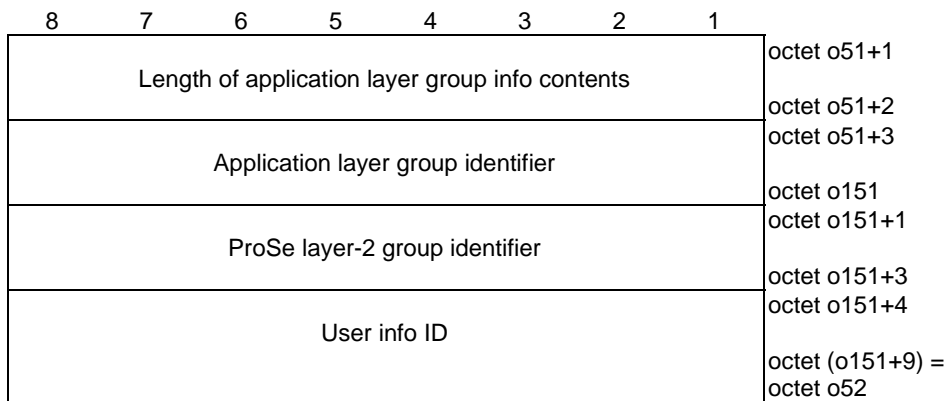 8 7 6 5 4 3 2 1
Length of application layer group info contents
octet o51+1
octet o51+2
Application layer group identifier
octet o51+3
octet o151
ProSe layer-2 group identifier
octet o151+1
octet o151+3
User info ID
octet o151+4
octet (o151+9) =
octet o52